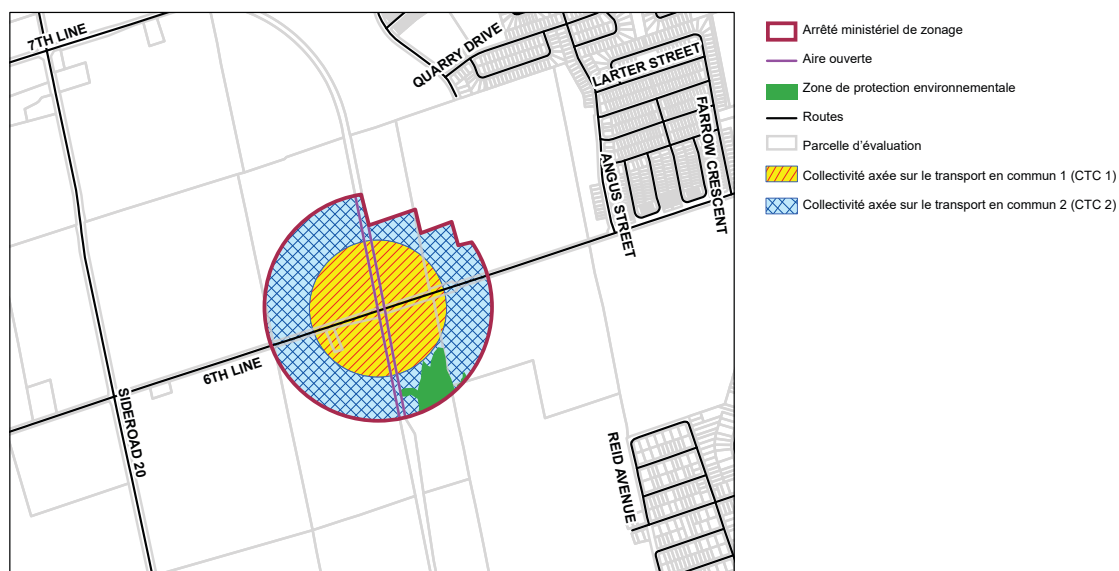 7TH LINE
QUARRY DRIVE
LARTER STREET
FARROW CRESCENT
ANGUS STREET
6TH LINE
SIDEROAD 20
REID AVENUE
Arrêté ministériel de zonage
Aire ouverte
Zone de protection environnementale
Routes
Parcelle d’évaluation
Collectivité axée sur le transport en commun 1 (CTC 1)
Collectivité axée sur le transport en commun 2 (CTC 2)